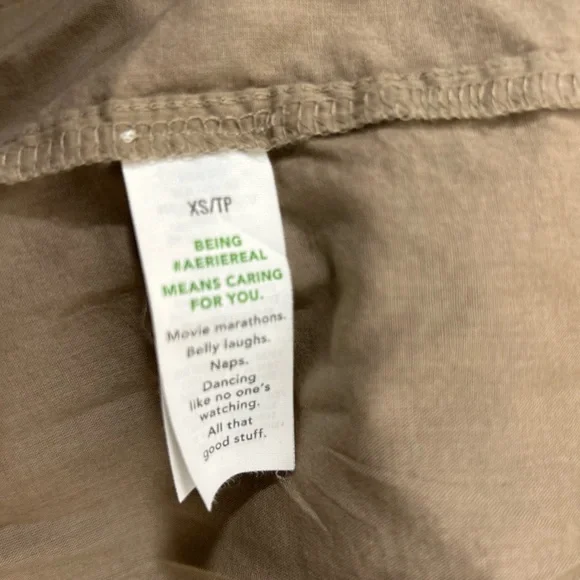 XS/TP
BEING
#AERIEREAL
MEANS CARING
FOR YOU.
Movie marathons.
Belly laughs.
Naps.
Dancing
like no one's
watching.
All that
good stuff.